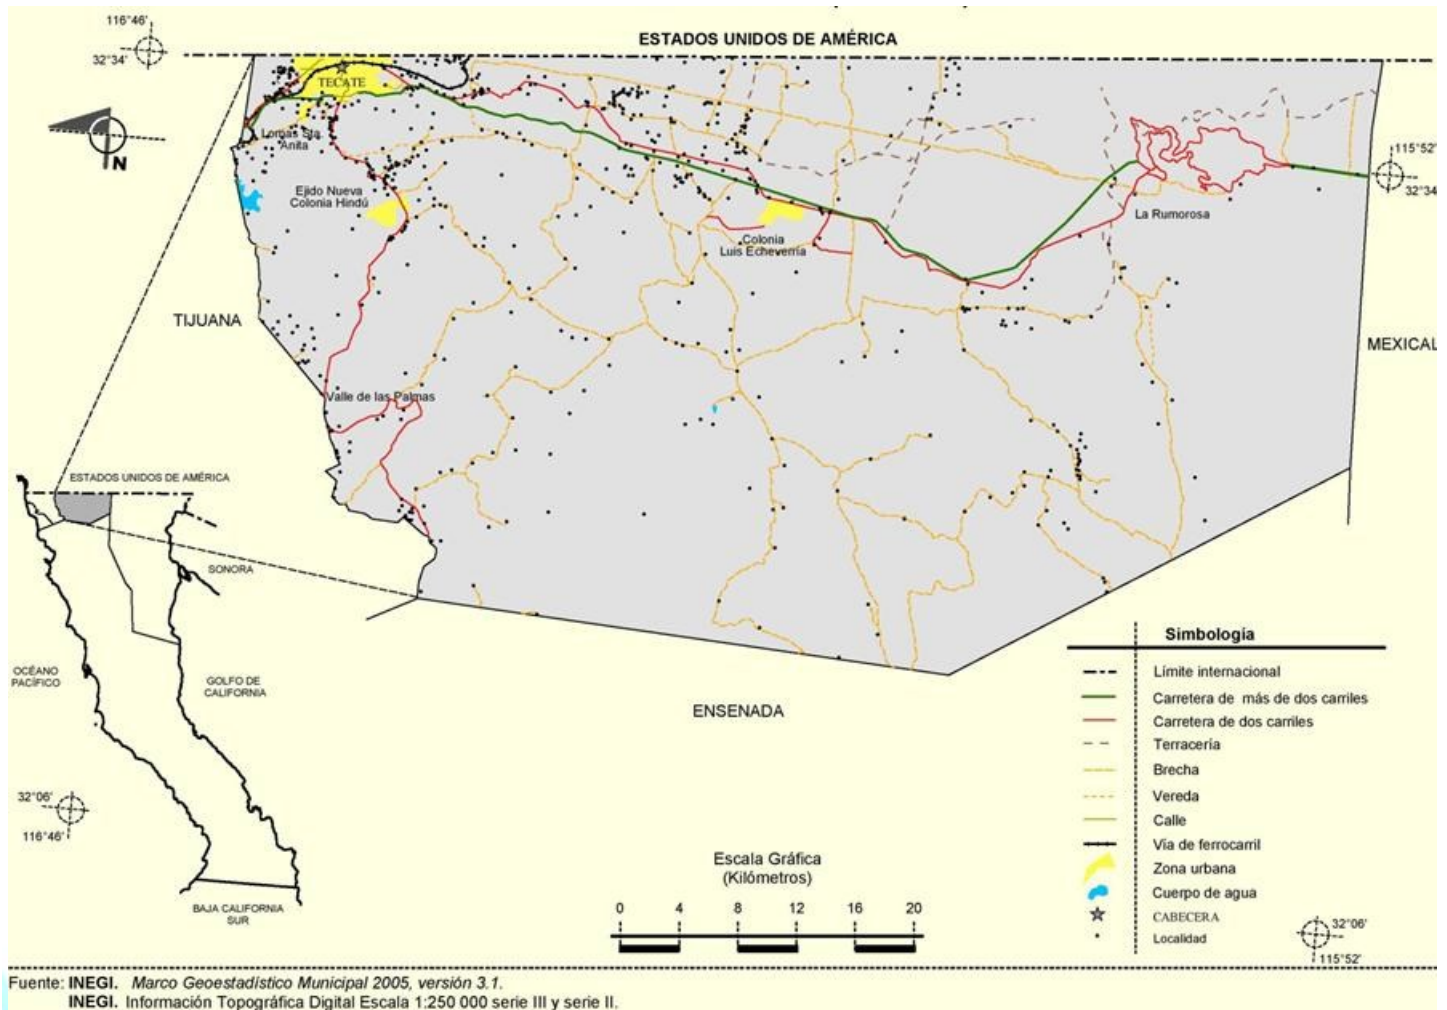 116°46'
32°34'
ESTADOS UNIDOS DE AMÉRICA
TECATE
Lomas Sta.
Anita
N
115°52'
32°34'
Ejido Nueva
Colonia Hindú
La Rumorosa
Colonia
Luis Echeverría
TIJUANA
MEXICAL
Valle de las Palmas
ESTADOS UNIDOS DE AMÉRICA
SONORA
OCÉANO
PACÍFICO
GOLFO DE
CALIFORNIA
ENSENADA
32°06'
116°46'
BAJA CALIFORNIA
SUR
Escala Gráfica
(Kilómetros)
0 4 8 12 16 20
Simbología
Límite internacional
Carretera de más de dos carriles
Carretera de dos carriles
Terracería
Brecha
Vereda
Calle
Vía de ferrocarril
Zona urbana
Cuerpo de agua
CABECERA
Localidad
32°06'
115°52'
Fuente: INEGI. Marco Geoestadístico Municipal 2005, versión 3.1.
INEGI. Información Topográfica Digital Escala 1:250 000 serie III y serie II.